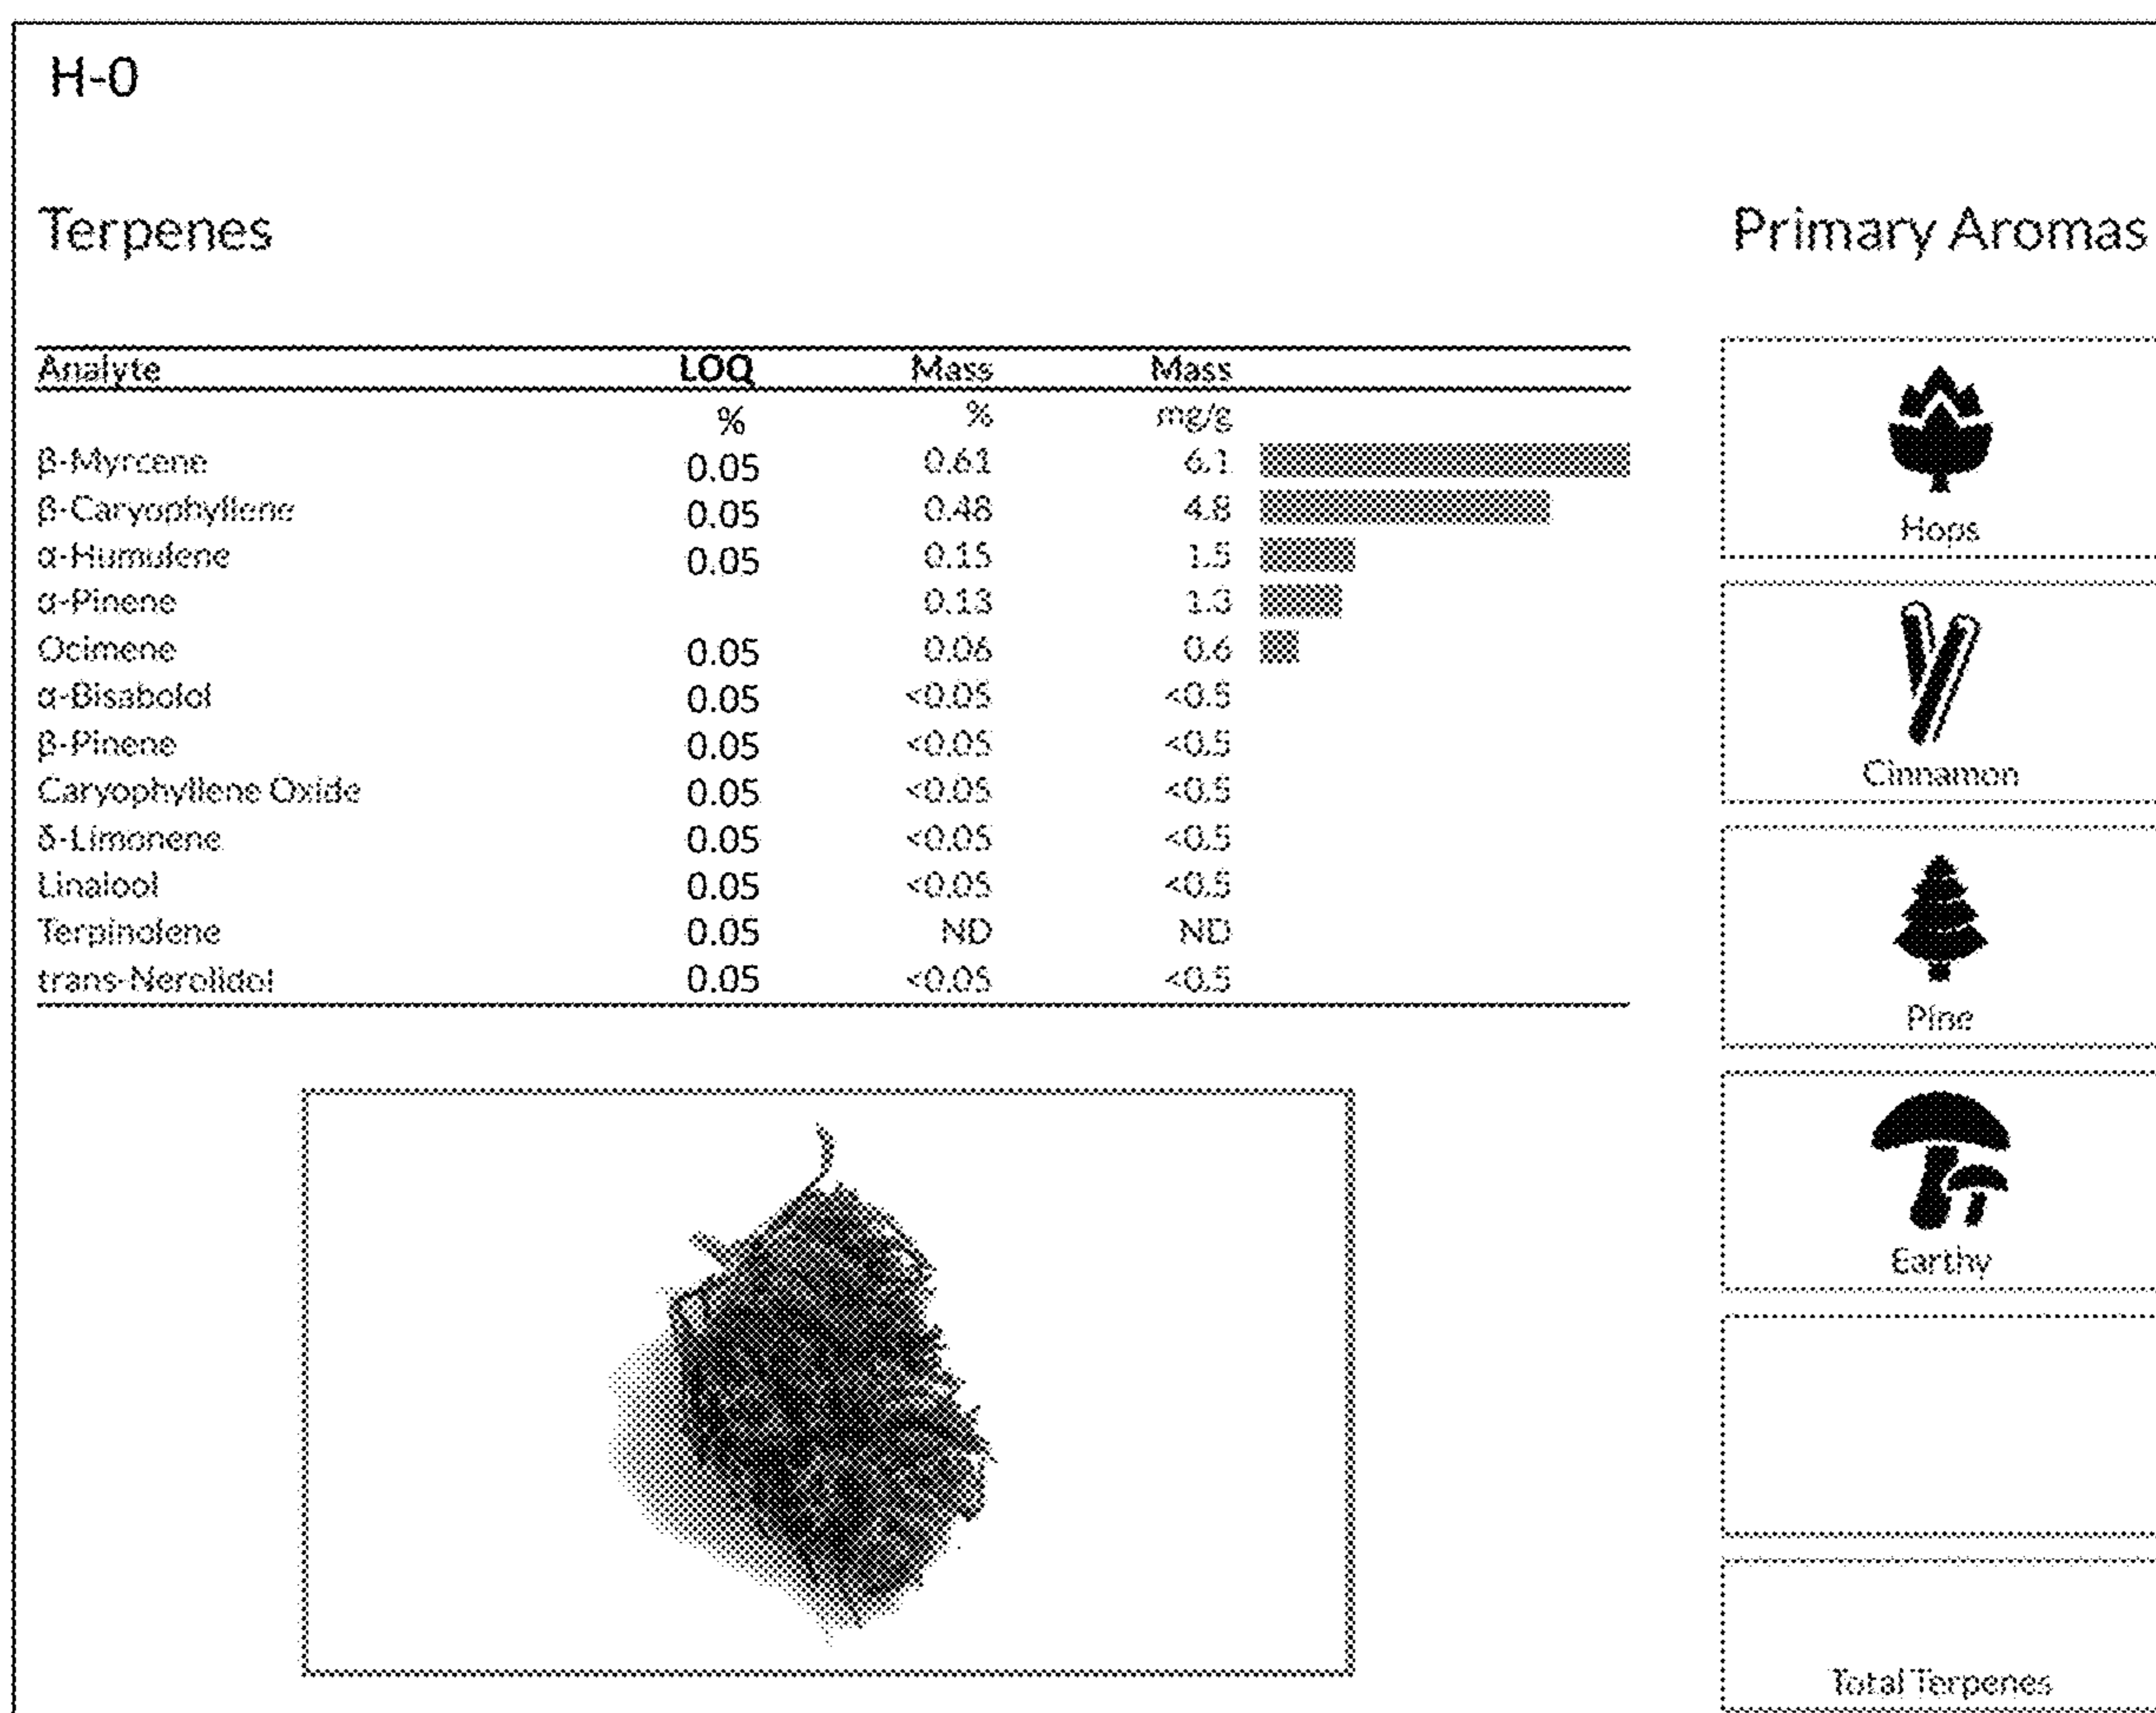 H-0
Terpenes
Analyte LOQ Mass Mass
% % mg/g
β-Myrcene 0.05 0.61 6.1
β-Caryophyllene 0.05 0.48 4.8
α-Humulene 0.05 0.15 1.5
α-Pinene 0.13 1.3
Ocimene 0.05 0.06 0.6
α-Bisabolol 0.05 <0.05 <0.5
β-Pinene 0.05 <0.05 <0.5
Caryophyllene Oxide 0.05 <0.05 <0.5
δ-Limonene 0.05 <0.05 <0.5
Linalool 0.05 <0.05 <0.5
Terpinolene 0.05 ND ND
trans-Nerolidol 0.05 <0.05 <0.5
Primary Aromas
Hops
Cinnamon
Pine
Earthy
Total Terpenes